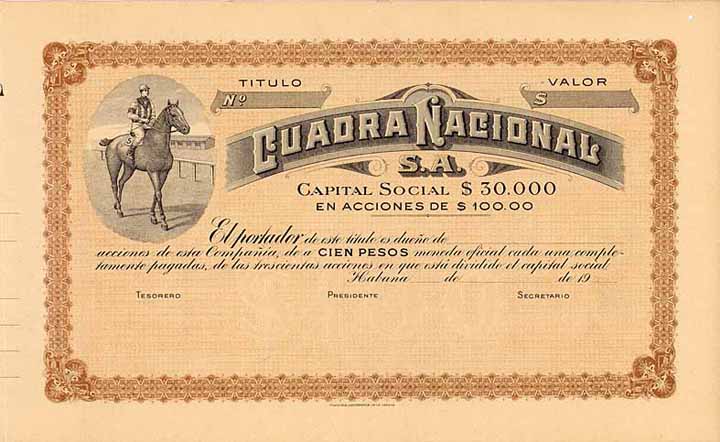 TITULO VALOR
Nº $
CUADRA NACIONAL
S.A.
CAPITAL SOCIAL $ 30.000
EN ACCIONES DE $ 100.00
El portador de este título es dueño de
acciones de esta Compañía, de a CIEN PESOS moneda oficial cada una comple-
tamente pagadas, de las trescientas acciones en que está dividido el capital social
Habana de de 19
TESORERO PRESIDENTE SECRETARIO